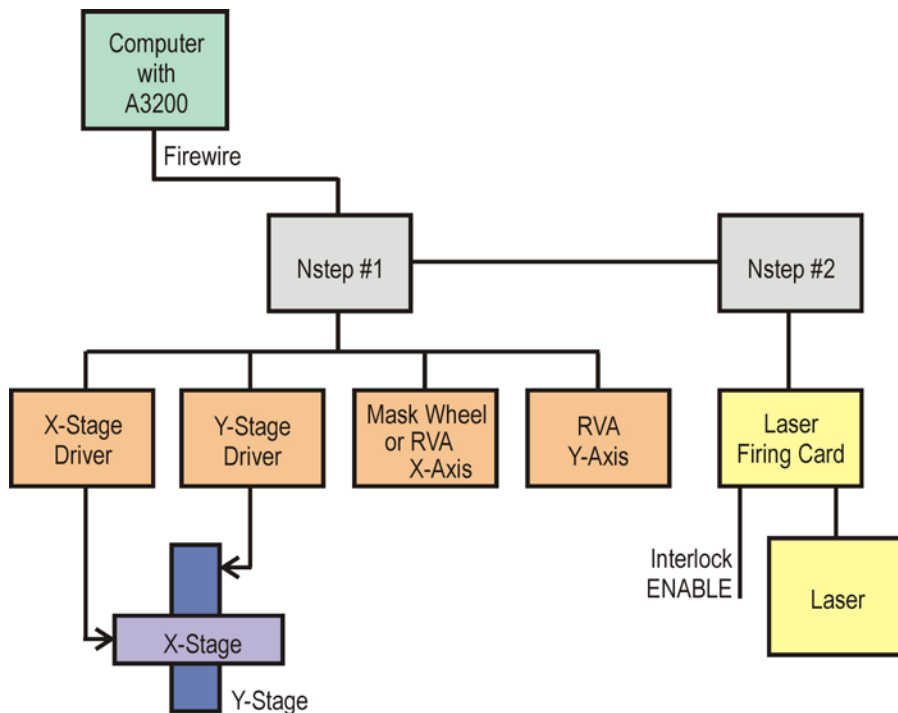 Computer
with
A3200
Firewire
Nstep #1
Nstep #2
X-Stage
Driver
Y-Stage
Driver
Mask Wheel
or RVA
X-Axis
RVA
Y-Axis
Laser
Firing Card
Interlock
ENABLE
Laser
X-Stage
Y-Stage